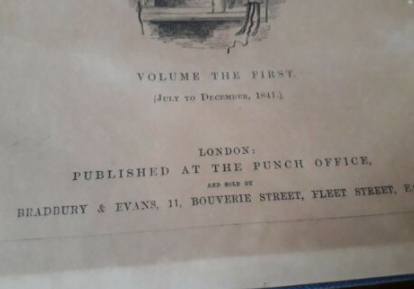 VOLUME THE FIRST.
(JULY TO DECEMBER, 1841.)
LONDON:
PUBLISHED AT THE PUNCH OFFICE,
AND SOLD BY
BRADBURY & EVANS, 11, BOUVERIE STREET, FLEET STREET, E.